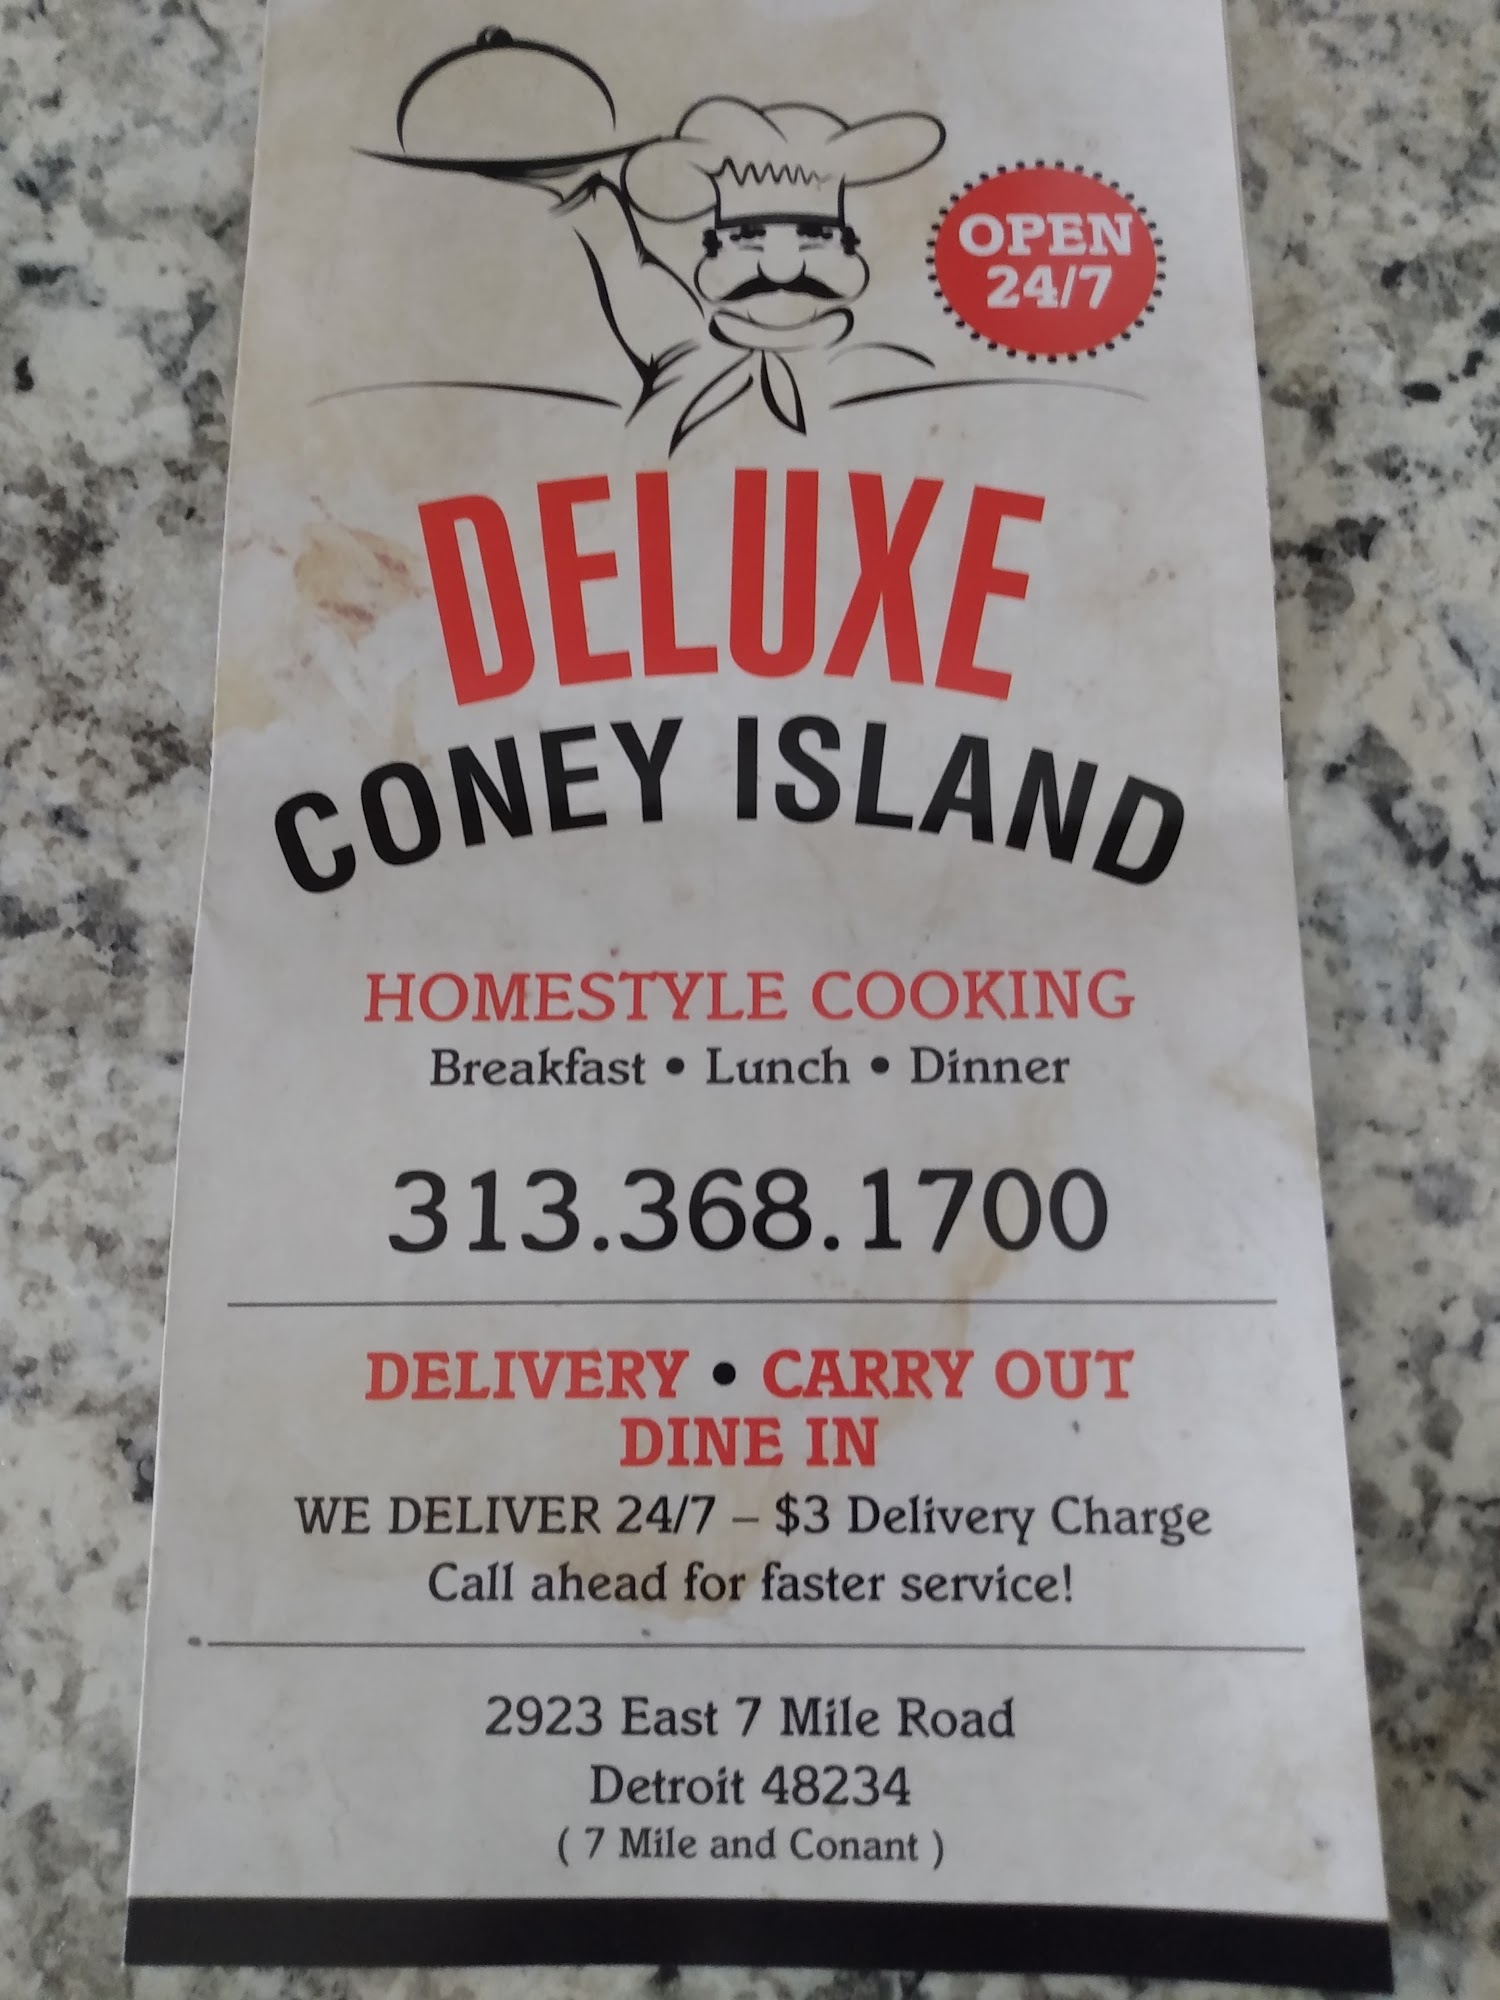 OPEN
24/7
DELUXE
CONEY ISLAND
HOMESTYLE COOKING
Breakfast • Lunch • Dinner
313.368.1700
DELIVERY • CARRY OUT
DINE IN
WE DELIVER 24/7 – $3 Delivery Charge
Call ahead for faster service!
2923 East 7 Mile Road
Detroit 48234
( 7 Mile and Conant )